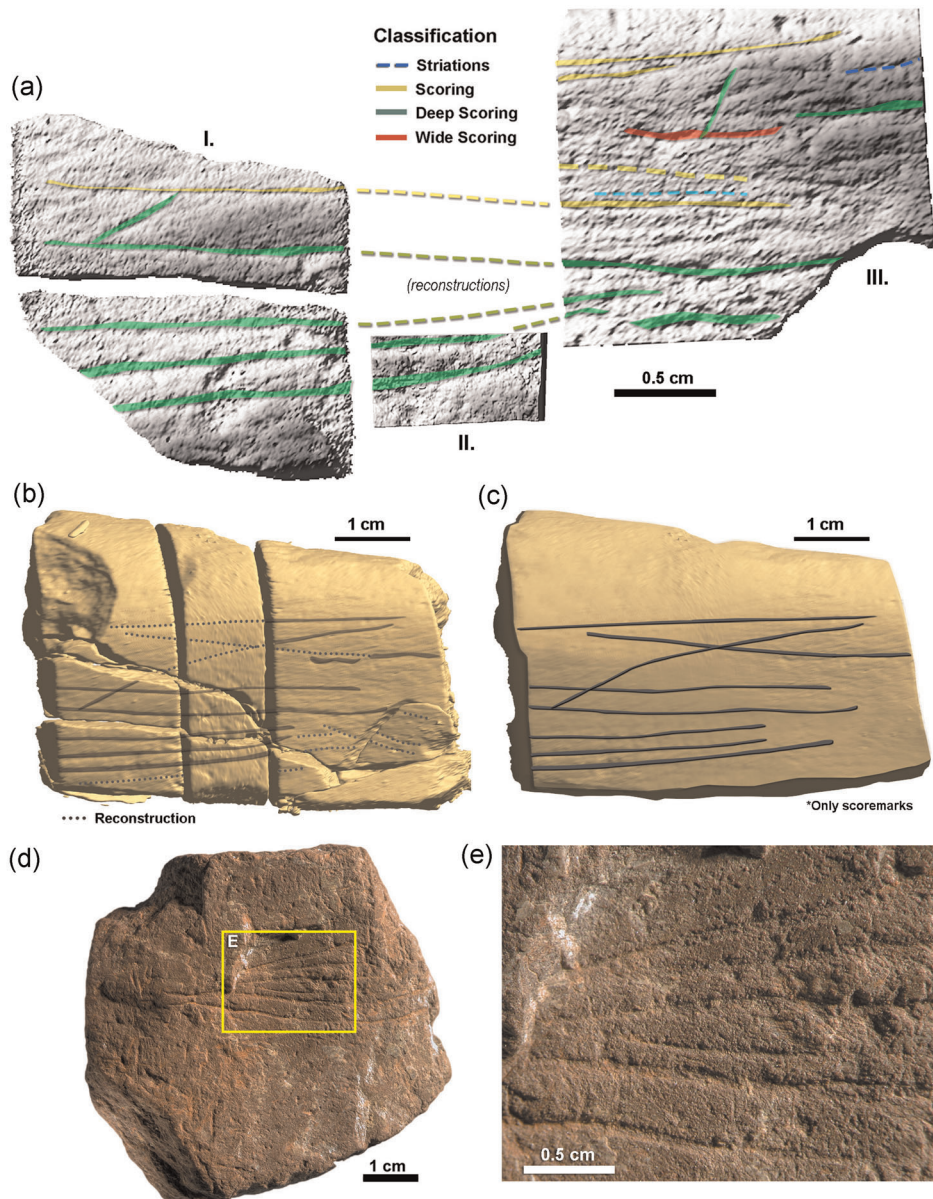 (a)
Classification
Striations
Scoring
Deep Scoring
Wide Scoring
I.
(reconstructions)
III.
0.5 cm
II.
(b)
1 cm
Reconstruction
(c)
1 cm
*Only scoremarks
(d)
E
1 cm
(e)
0.5 cm